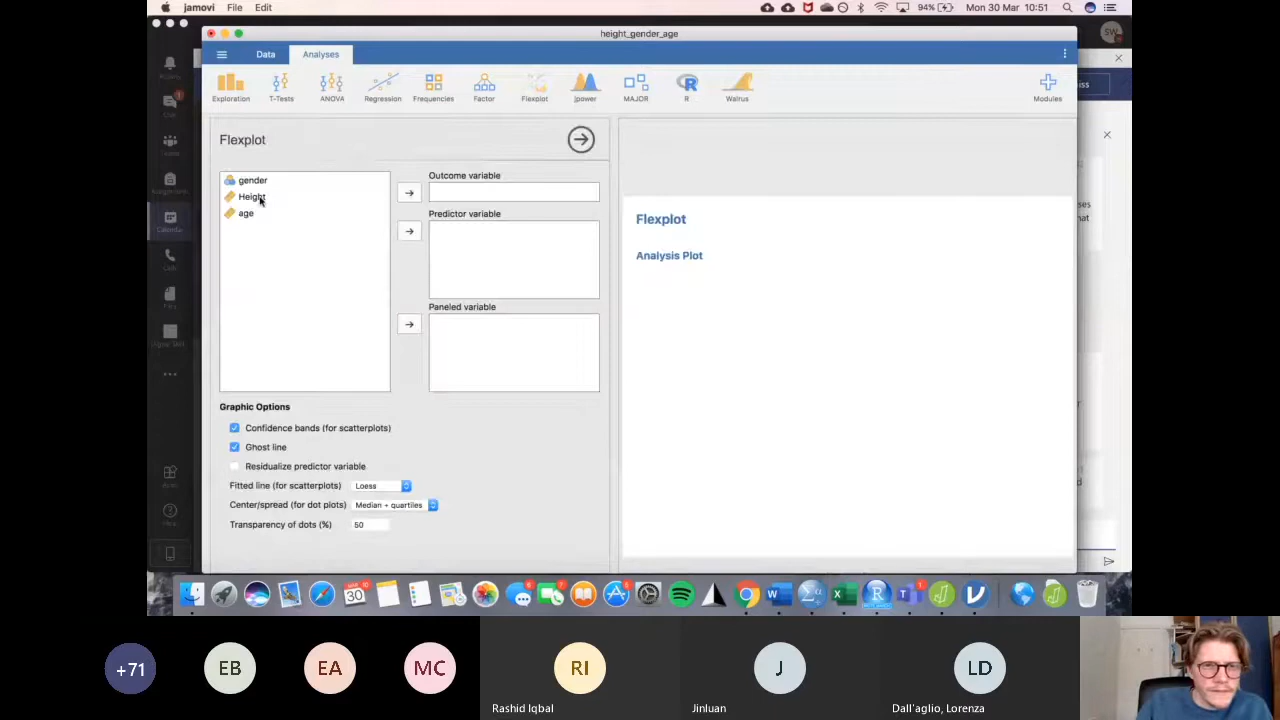 jamovi File Edit 94% Mon 30 Mar 10:51
height_gender_age
Data Analyses
Exploration T-Tests ANOVA Regression Frequencies Factor Flexplot jpower MAJOR R Walrus Modules
Flexplot
gender
Height
age
Outcome variable
Predictor variable
Paneled variable
Graphic Options
Confidence bands (for scatterplots)
Ghost line
Residualize predictor variable
Fitted line (for scatterplots) Loess
Center/spread (for dot plots) Median + quartiles
Transparency of dots (%) 50
Flexplot
Analysis Plot
Calendar
+71 EB EA MC RI J LD
Rashid Iqbal Jinluan Dall'aglio, Lorenza